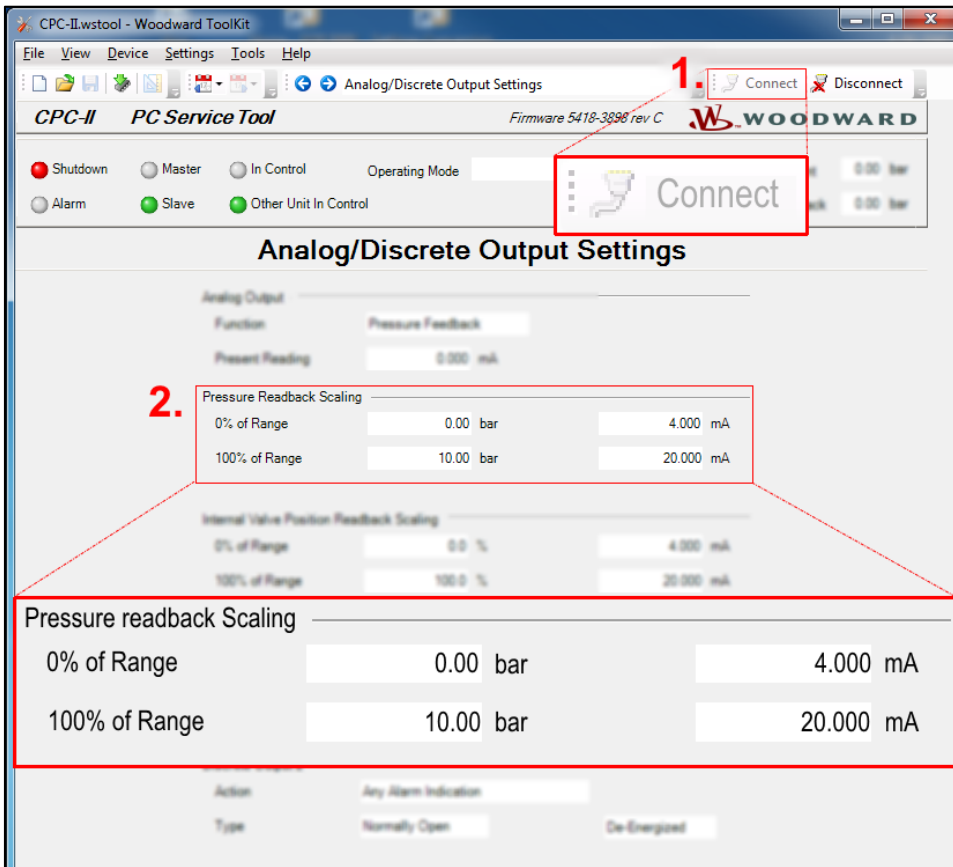 CPC-II.wstool - Woodward ToolKit
File View Device Settings Tools Help
Analog/Discrete Output Settings
1.
Connect
Disconnect
CPC-II PC Service Tool
Firmware 5418-3898 rev C
WOODWARD
Shutdown
Master
In Control
Operating Mode
0.00 bar
Alarm
Slave
Other Unit In Control
0.00 bar
Connect
Analog/Discrete Output Settings
Analog Output
Function Pressure Feedback
Present Reading 0.000 mA
2.
Pressure Readback Scaling
0% of Range 0.00 bar 4.000 mA
100% of Range 10.00 bar 20.000 mA
Internal Valve Position Readback Scaling
0% of Range 0.0 % 4.000 mA
100% of Range 100.0 % 20.000 mA
Pressure readback Scaling
0% of Range 0.00 bar 4.000 mA
100% of Range 10.00 bar 20.000 mA
Action Any Alarm Indication
Type Normally Open De-Energized